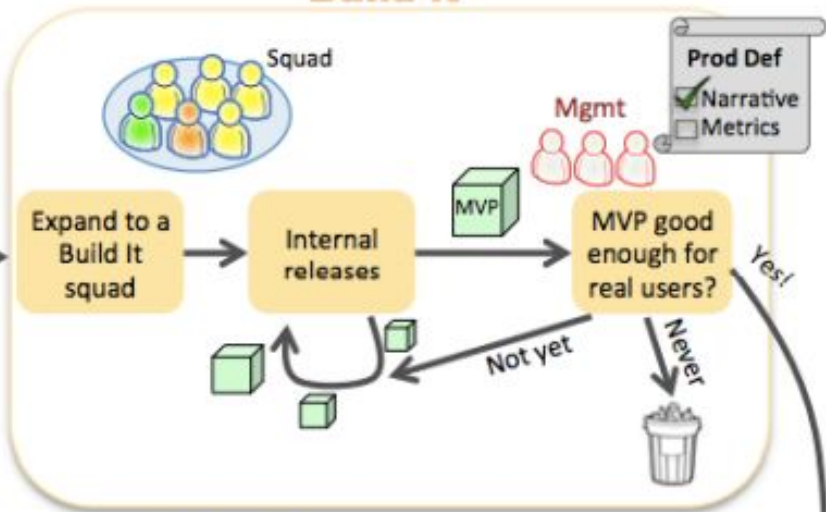 Squad
Prod Def
Narrative
Metrics
Mgmt
MVP
Expand to a
Build It
squad
Internal
releases
MVP good
enough for
real users?
Yes!
Not yet
Never